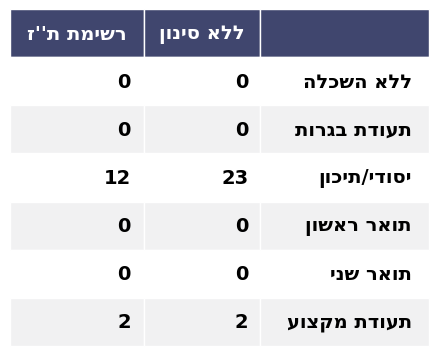 ללא סינון רשימת ת''ז
ללא השכלה 0 0
תעודת בגרות 0 0
יסודי/תיכון 23 12
תואר ראשון 0 0
תואר שני 0 0
תעודת מקצוע 2 2